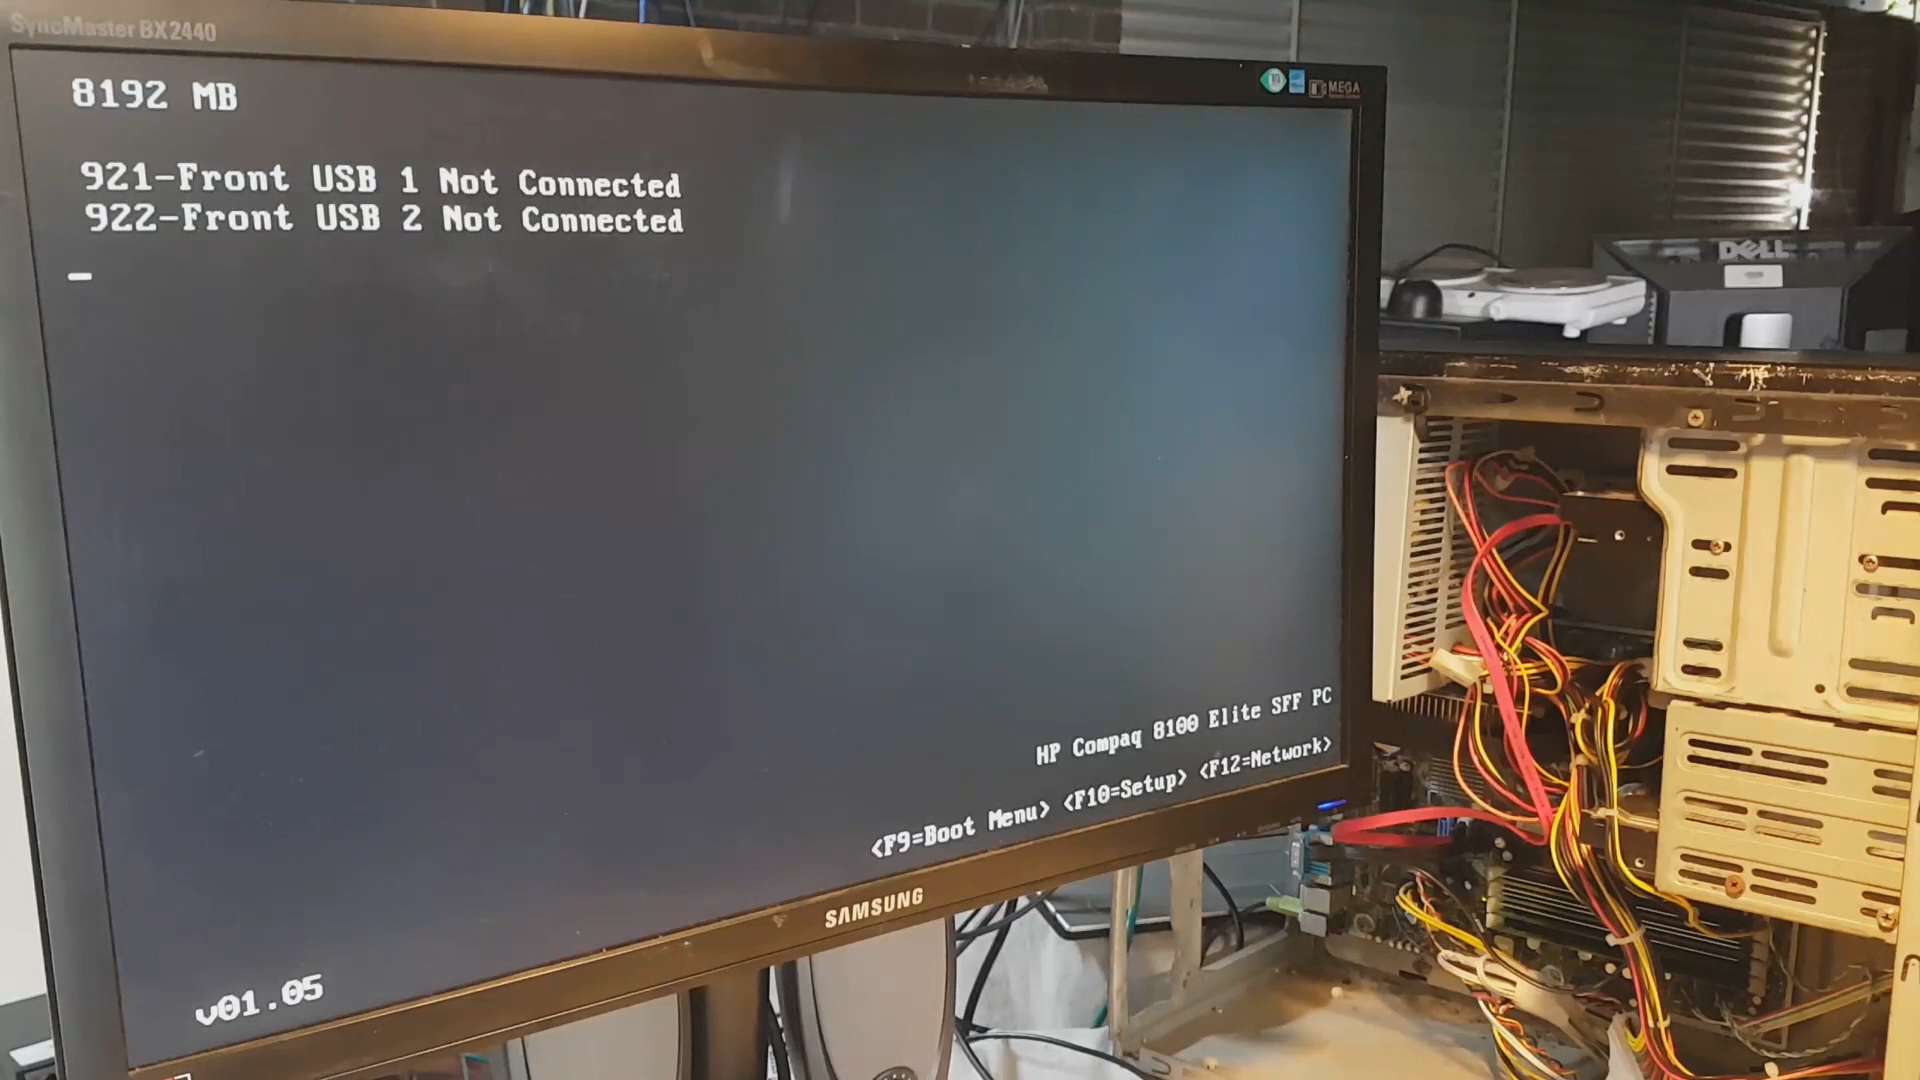 SyncMaster BX2440
8192 MB
MEGA
921-Front USB 1 Not Connected
922-Front USB 2 Not Connected
DELL
HP Compaq 8100 Elite SFF PC
<F9=Boot Menu> <F10=Setup> <F12=Network>
SAMSUNG
v01.05